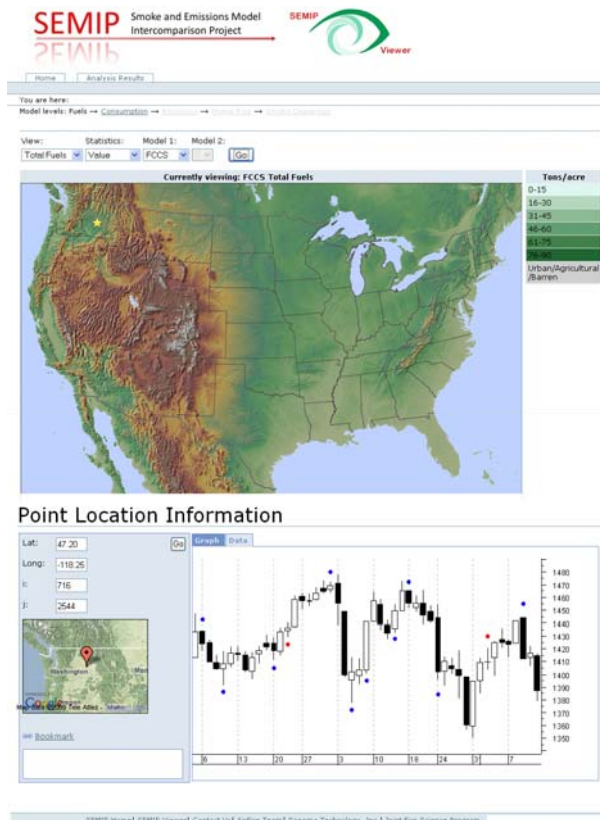 SEMIP
Smoke and Emissions Model
Intercomparison Project
SEMIP
Viewer
Home
Analysis Results
You are here:
Model levels: Fuels → Consumption →
View: Statistics: Model 1: Model 2:
Total Fuels Value FCCS Go
Currently viewing: FCCS Total Fuels
Tons/acre
0-15
16-30
31-45
46-60
61-75
76-90
Urban/Agricultural
/Barren
Point Location Information
Lat: 47.20 Go
Long: -118.25
i: 716
j: 2544
Washington
Bookmark
Graph Data
1480
1470
1460
1450
1440
1430
1420
1410
1400
1390
1380
1370
1360
1350
6 13 20 27 3 10 18 24 3 7